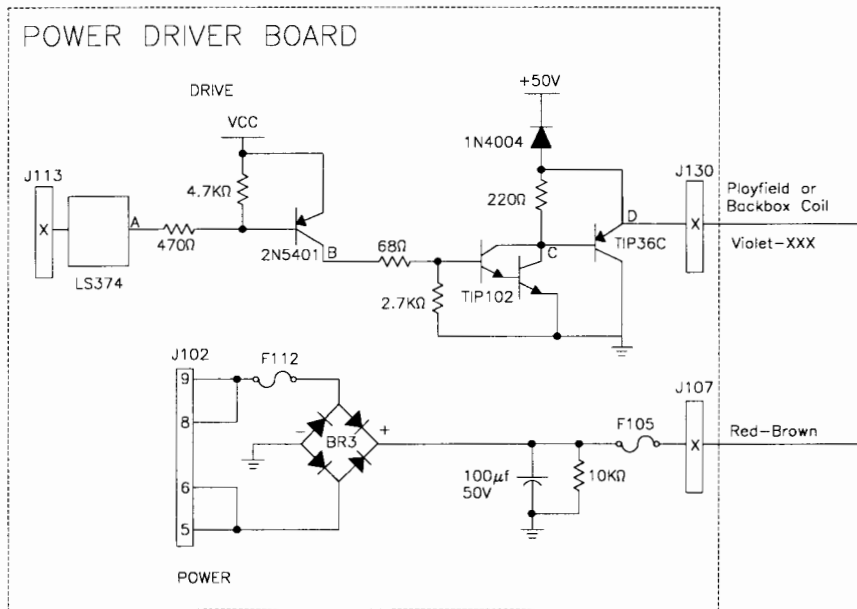 POWER DRIVER BOARD
DRIVE
+50V
VCC
1N4004
J113
J130
4.7KΩ
220Ω
Playfield or
Backbox Coil
A
D
X
X
470Ω
2N5401
B
68Ω
C
TIP36C
Violet-XXX
LS374
TIP102
2.7KΩ
J102
F112
J107
9
F105
8
-
BR3
+
X
Red-Brown
100µf
50V
10KΩ
6
5
POWER